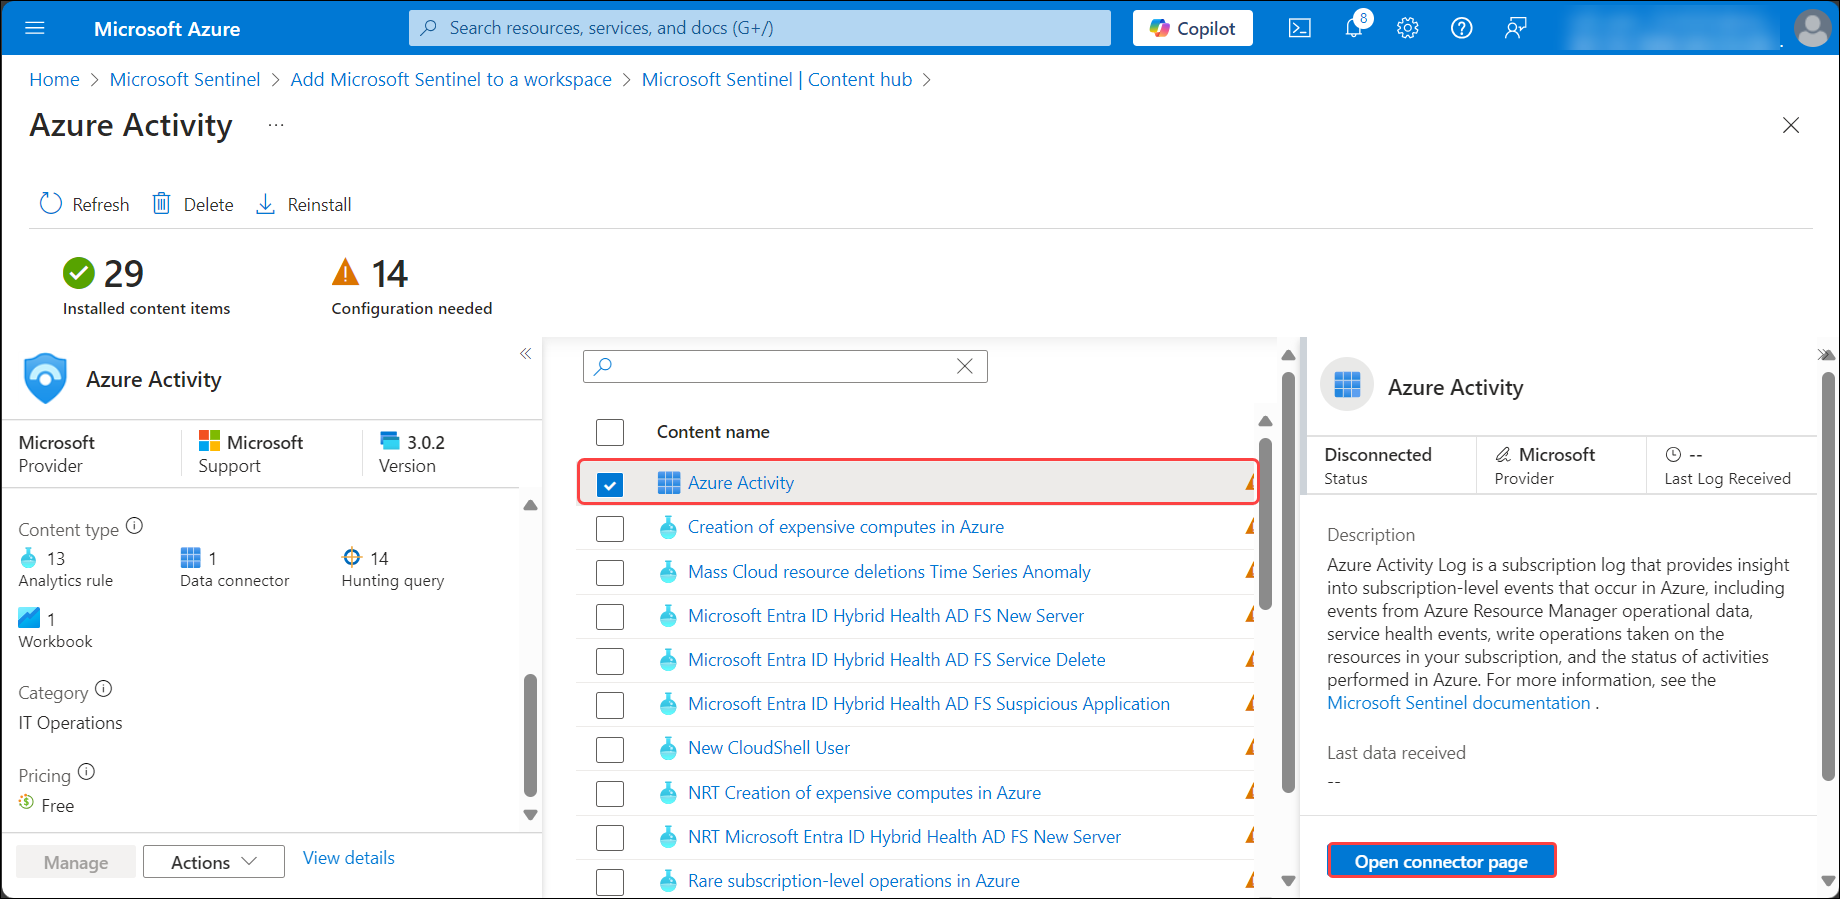 Microsoft Azure
Search resources, services, and docs (G+/)
Copilot
8
Home > Microsoft Sentinel > Add Microsoft Sentinel to a workspace > Microsoft Sentinel | Content hub >
Azure Activity ...
Refresh Delete Reinstall
29
Installed content items
14
Configuration needed
Azure Activity
Microsoft
Provider
Microsoft
Support
3.0.2
Version
Content type
13
Analytics rule
1
Data connector
14
Hunting query
1
Workbook
Category
IT Operations
Pricing
Free
Manage
Actions
View details
Content name
Azure Activity
Creation of expensive computes in Azure
Mass Cloud resource deletions Time Series Anomaly
Microsoft Entra ID Hybrid Health AD FS New Server
Microsoft Entra ID Hybrid Health AD FS Service Delete
Microsoft Entra ID Hybrid Health AD FS Suspicious Application
New CloudShell User
NRT Creation of expensive computes in Azure
NRT Microsoft Entra ID Hybrid Health AD FS New Server
Rare subscription-level operations in Azure
Azure Activity
Disconnected
Status
Microsoft
Provider
--
Last Log Received
Description
Azure Activity Log is a subscription log that provides insight
into subscription-level events that occur in Azure, including
events from Azure Resource Manager operational data,
service health events, write operations taken on the
resources in your subscription, and the status of activities
performed in Azure. For more information, see the
Microsoft Sentinel documentation .
Last data received
--
Open connector page